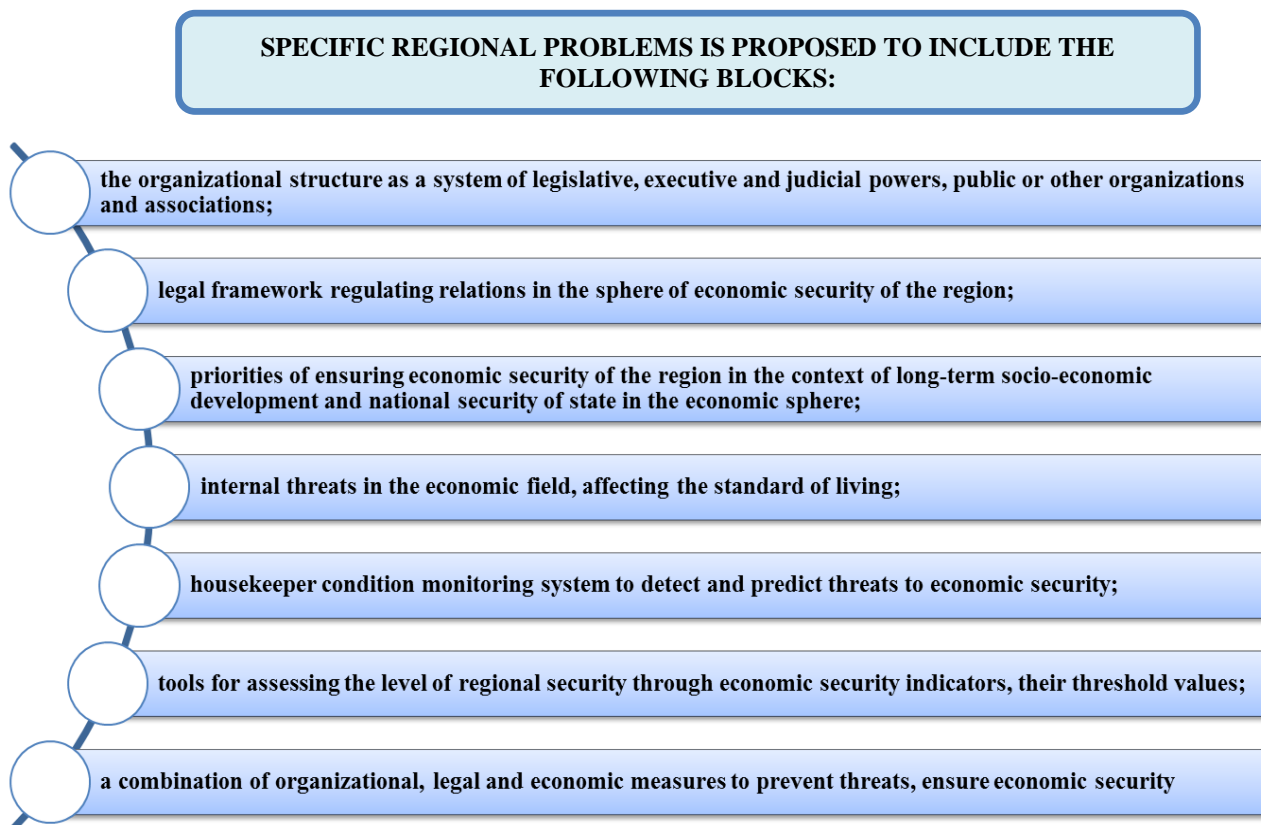 SPECIFIC REGIONAL PROBLEMS IS PROPOSED TO INCLUDE THE
FOLLOWING BLOCKS:
the organizational structure as a system of legislative, executive and judicial powers, public or other organizations
and associations;
legal framework regulating relations in the sphere of economic security of the region;
priorities of ensuring economic security of the region in the context of long-term socio-economic
development and national security of state in the economic sphere;
internal threats in the economic field, affecting the standard of living;
housekeeper condition monitoring system to detect and predict threats to economic security;
tools for assessing the level of regional security through economic security indicators, their threshold values;
a combination of organizational, legal and economic measures to prevent threats, ensure economic security